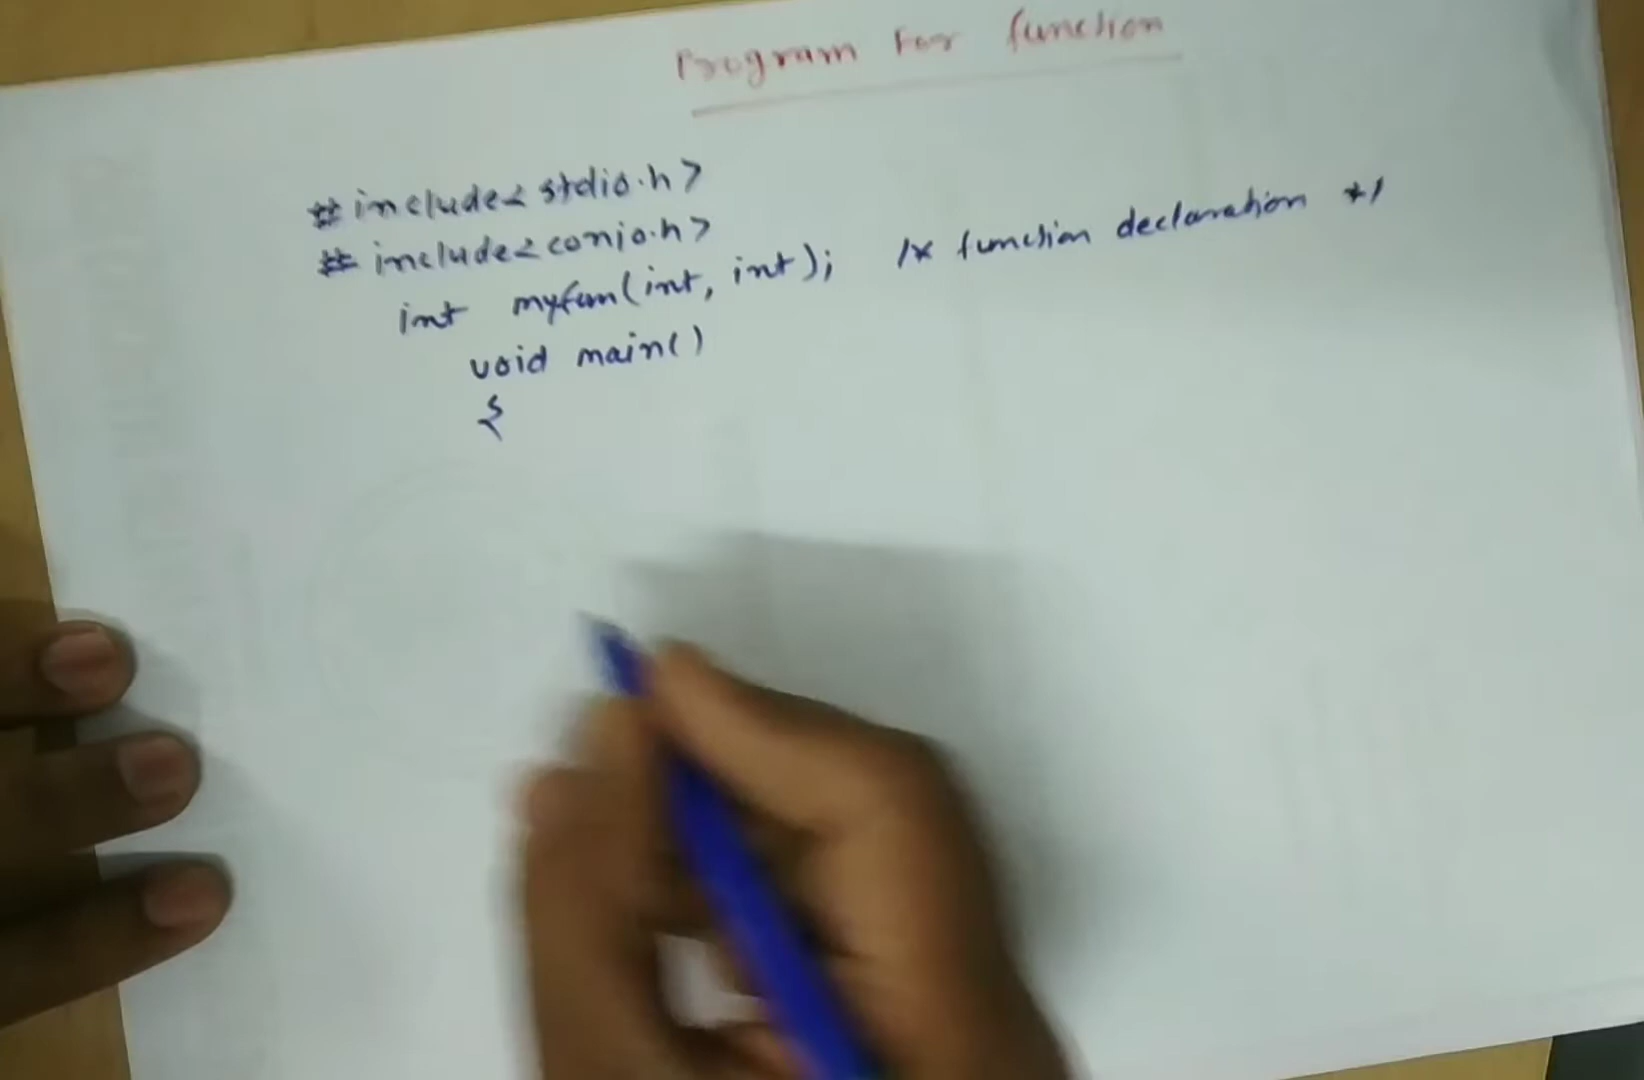 Program For function
#include<stdio.h>
#include<conio.h>
int myfun(int, int); /* function declaration */
void main()
{